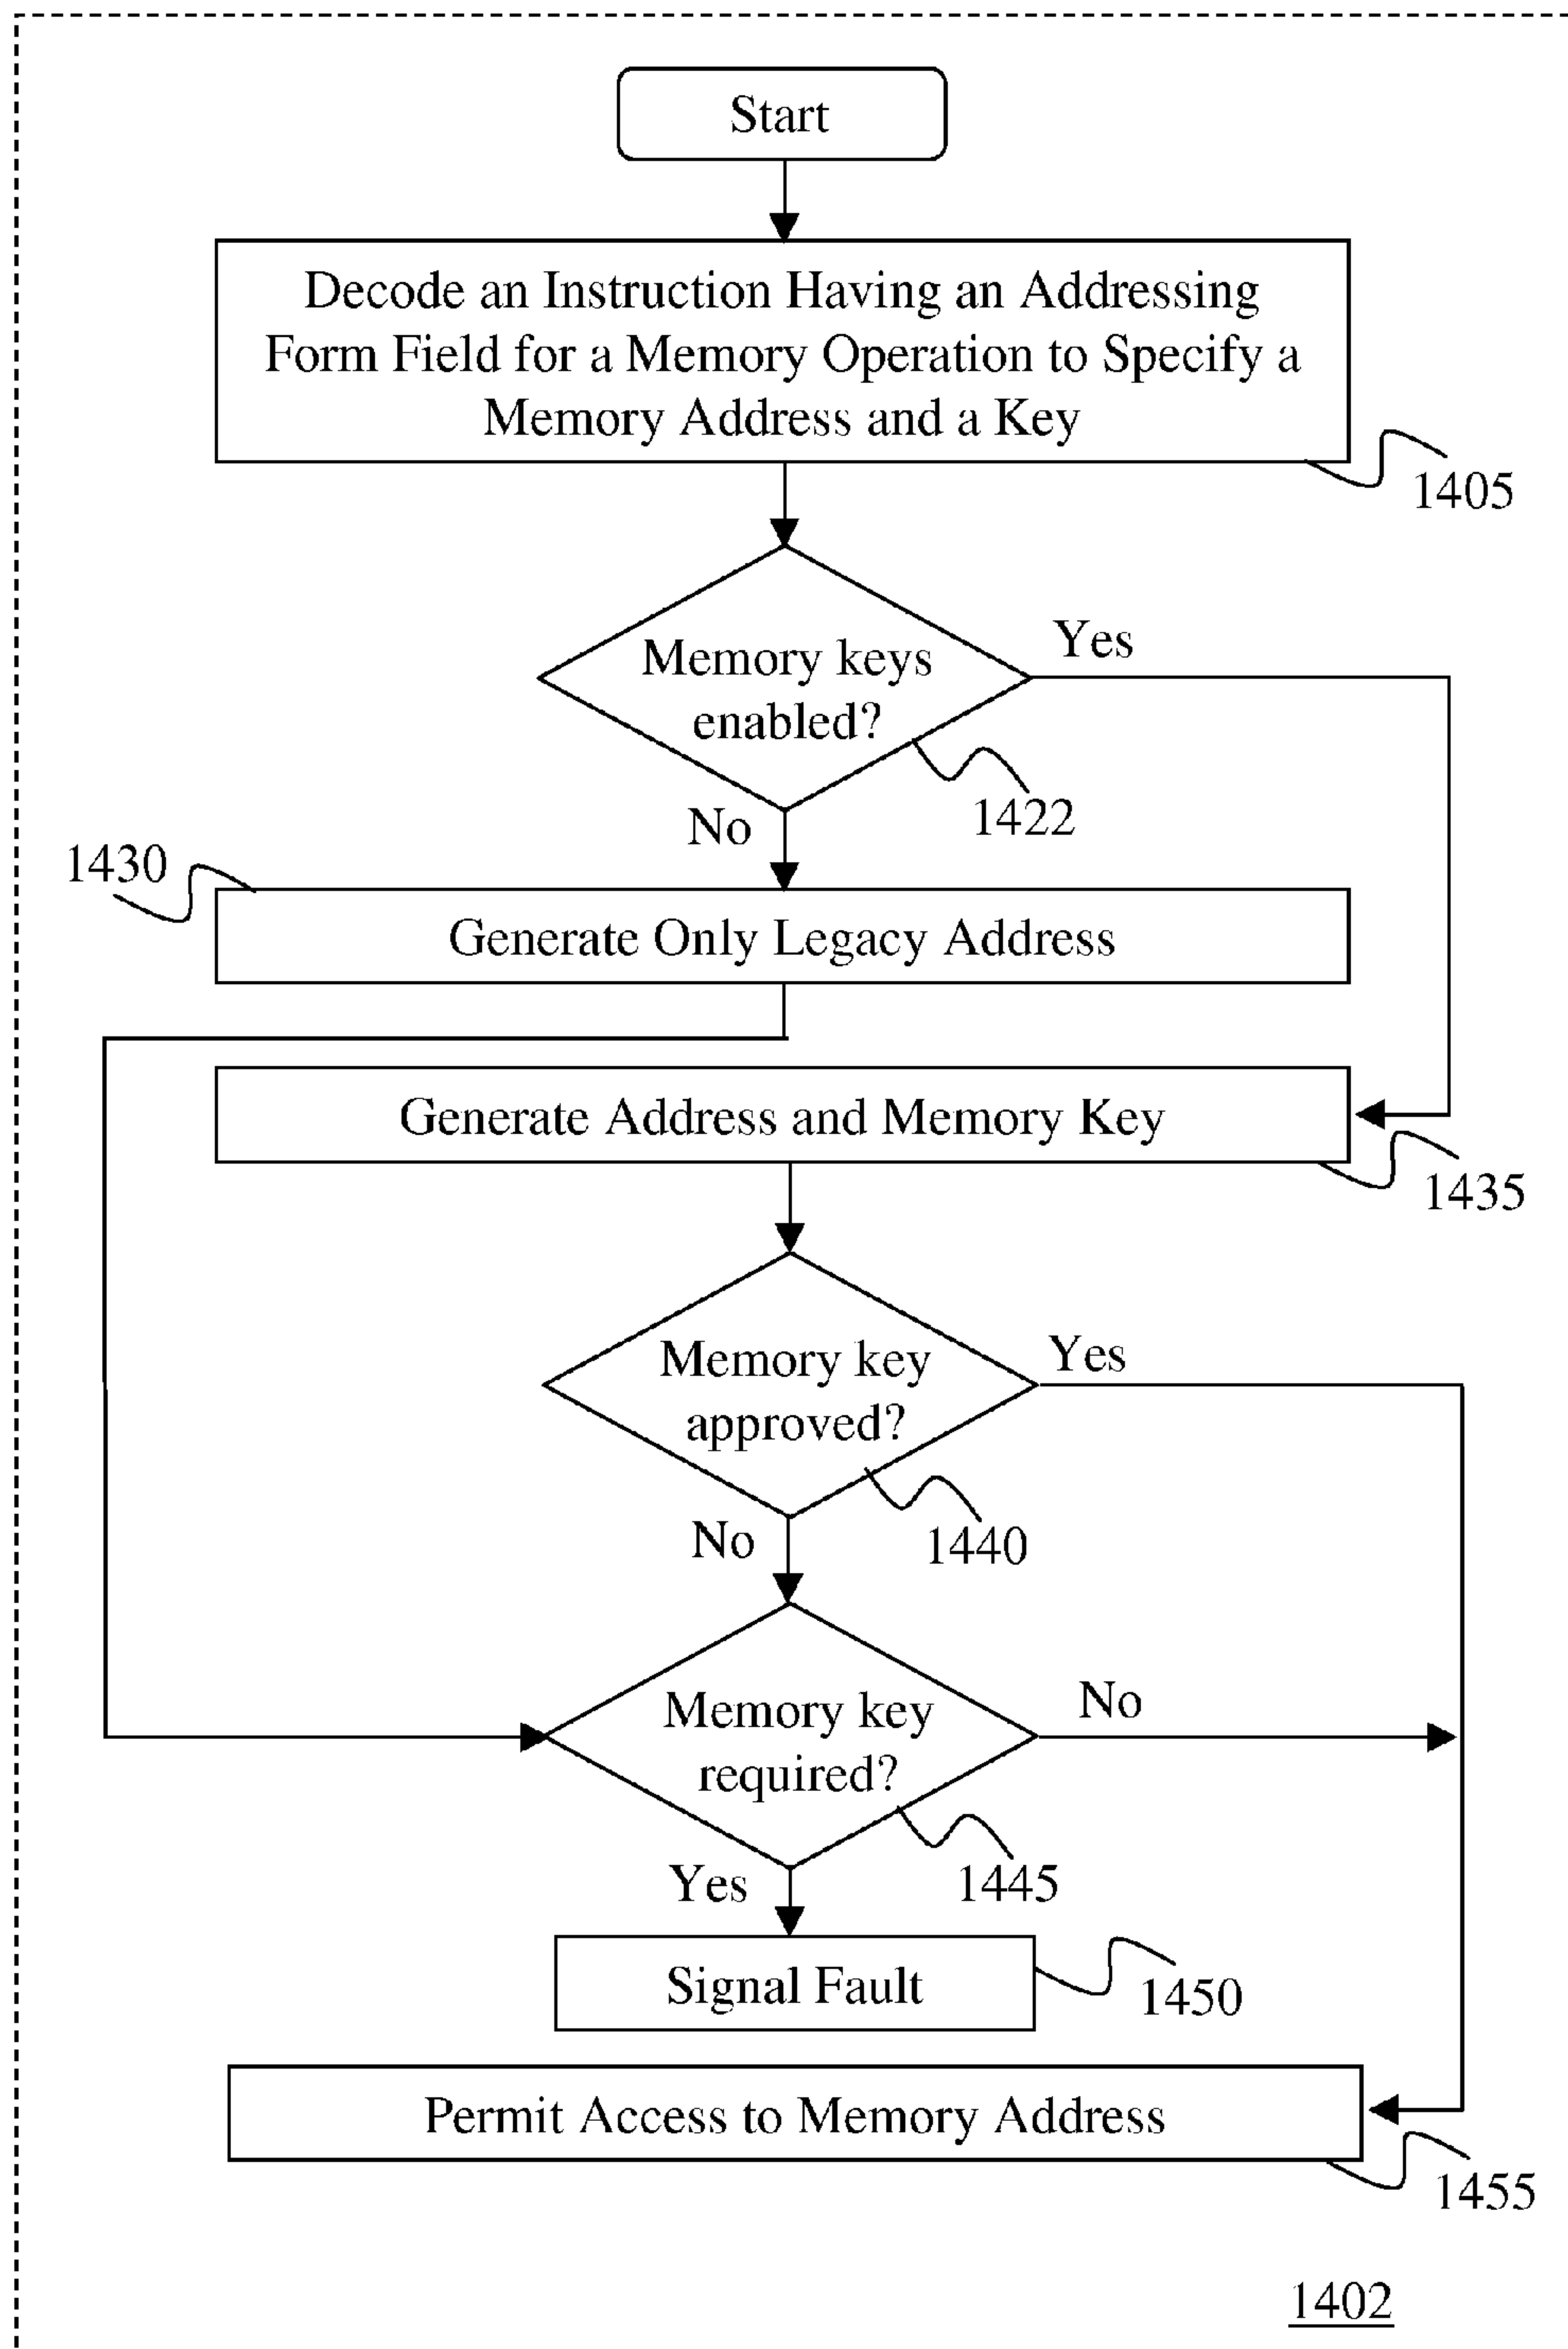 Start
Decode an Instruction Having an Addressing
Form Field for a Memory Operation to Specify a
Memory Address and a Key
1405
Memory keys
enabled?
Yes
1422
No
1430
Generate Only Legacy Address
Generate Address and Memory Key
1435
Memory key
approved?
Yes
1440
No
Memory key
required?
No
1445
Yes
Signal Fault
1450
Permit Access to Memory Address
1455
1402